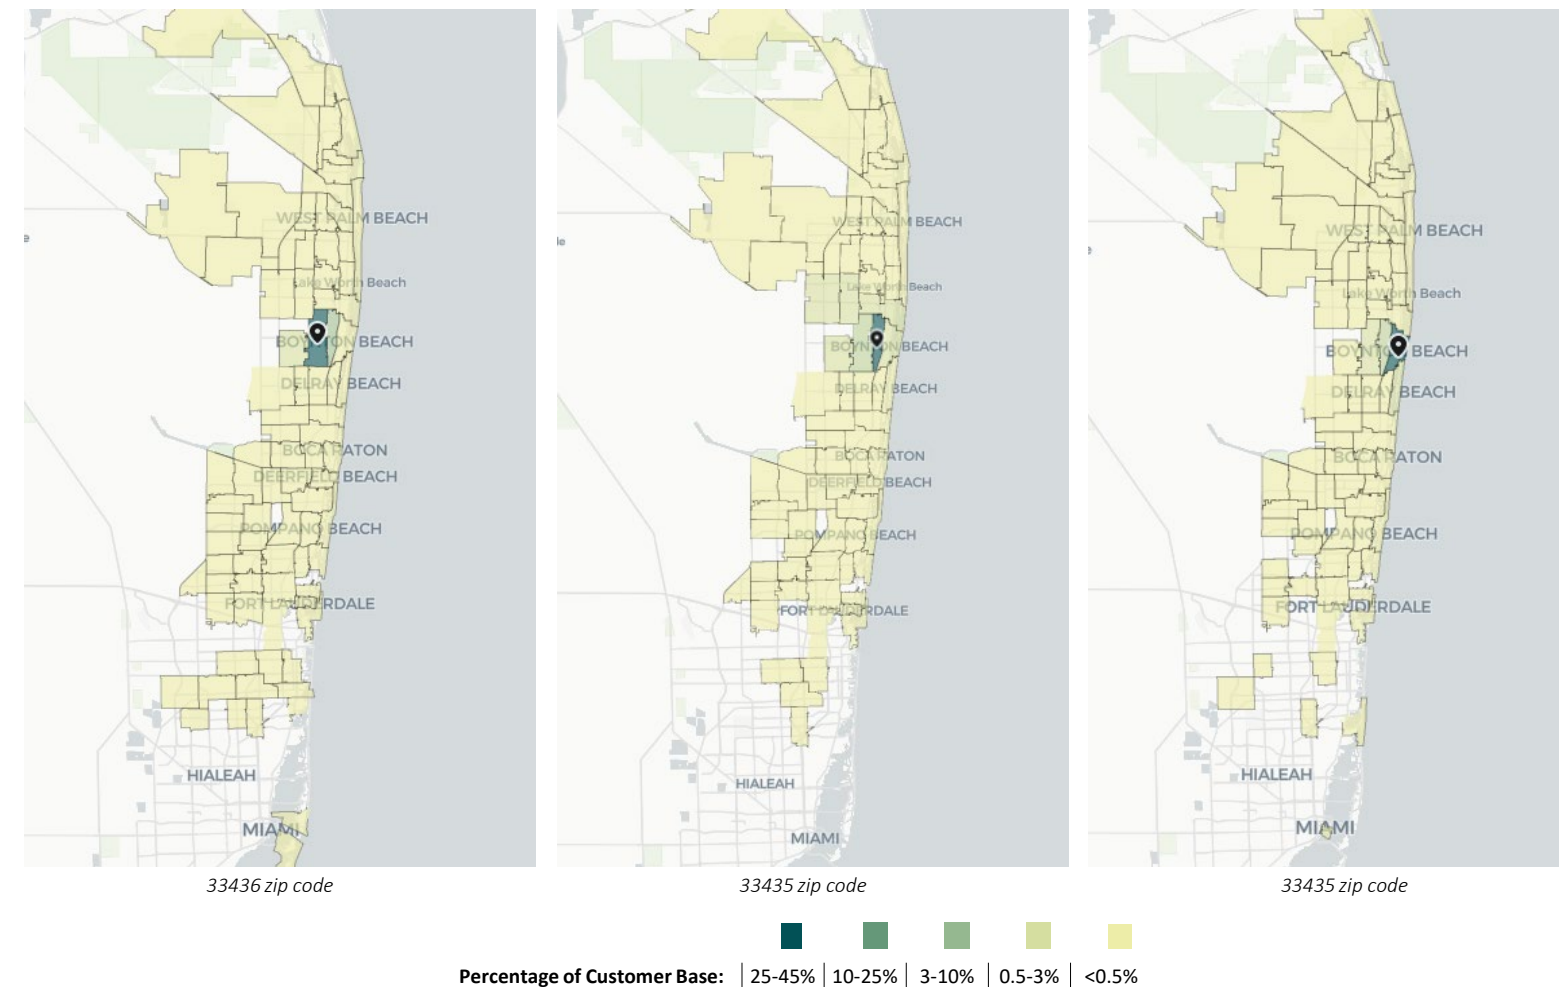 WEST PALM BEACH
Lake Worth Beach
BOYNTON BEACH
DELRAY BEACH
BOCA RATON
DEERFIELD BEACH
POMPANO BEACH
FORT LAUDERDALE
HIALEAH
MIAMI
33436 zip code
WEST PALM BEACH
Lake Worth Beach
BOYNTON BEACH
DELRAY BEACH
BOCA RATON
DEERFIELD BEACH
POMPANO BEACH
FORT LAUDERDALE
HIALEAH
MIAMI
33435 zip code
WEST PALM BEACH
Lake Worth Beach
BOYNTON BEACH
DELRAY BEACH
BOCA RATON
POMPANO BEACH
FORT LAUDERDALE
HIALEAH
MIAMI
33435 zip code
Percentage of Customer Base: 25-45% 10-25% 3-10% 0.5-3% <0.5%